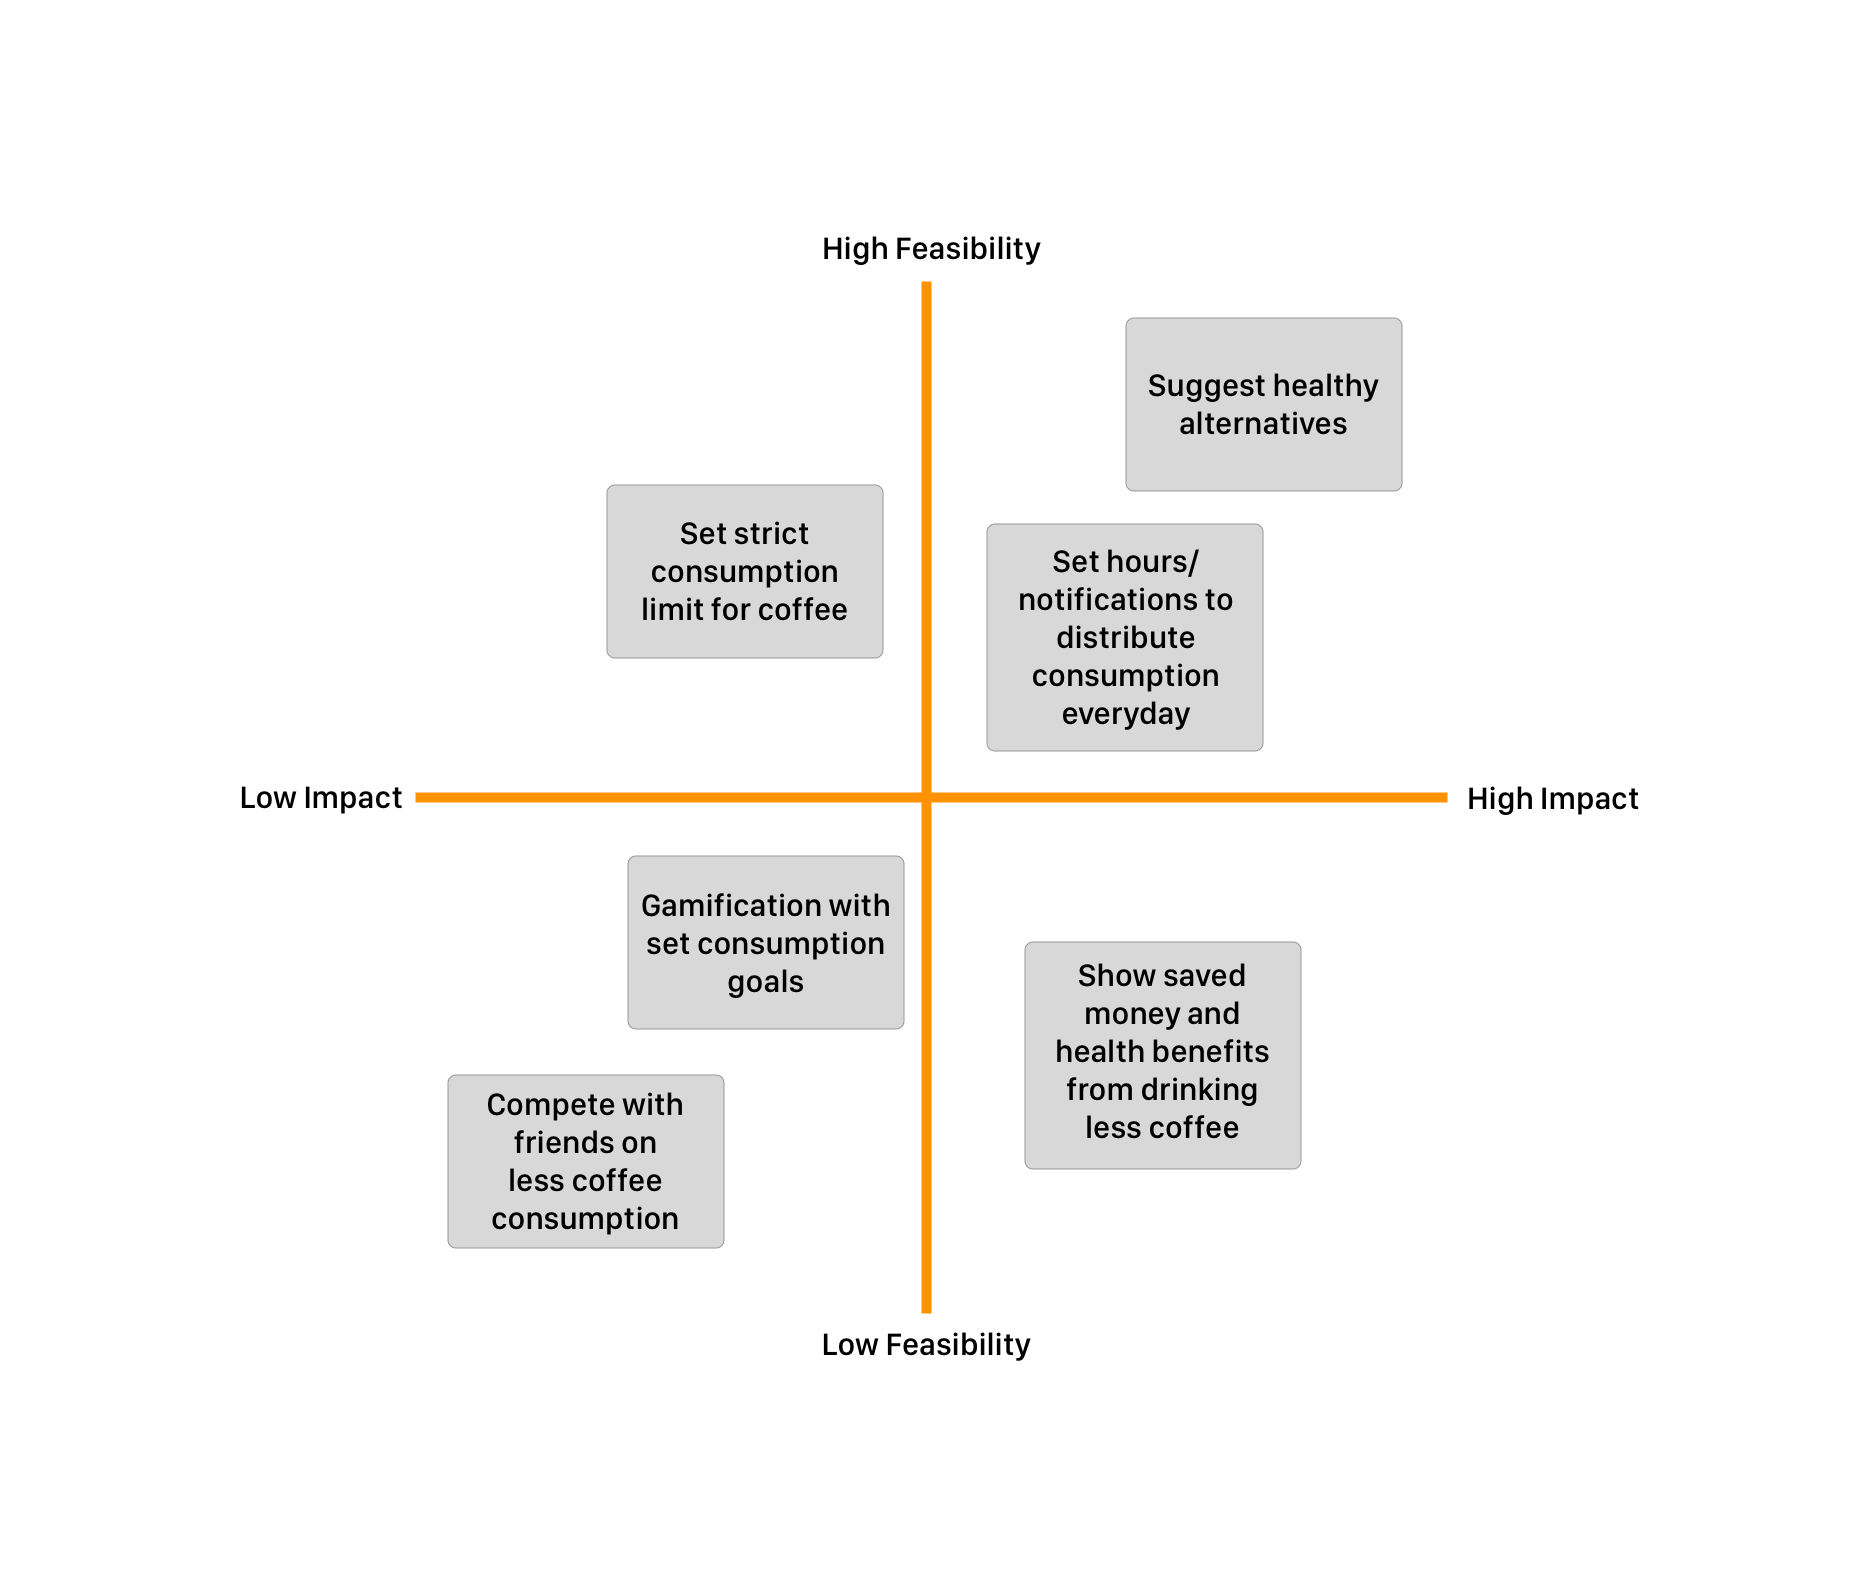 High Feasibility
Suggest healthy
alternatives
Set strict
consumption
limit for coffee
Set hours/
notifications to
distribute
consumption
everyday
Low Impact
High Impact
Gamification with
set consumption
goals
Show saved
money and
health benefits
from drinking
less coffee
Compete with
friends on
less coffee
consumption
Low Feasibility